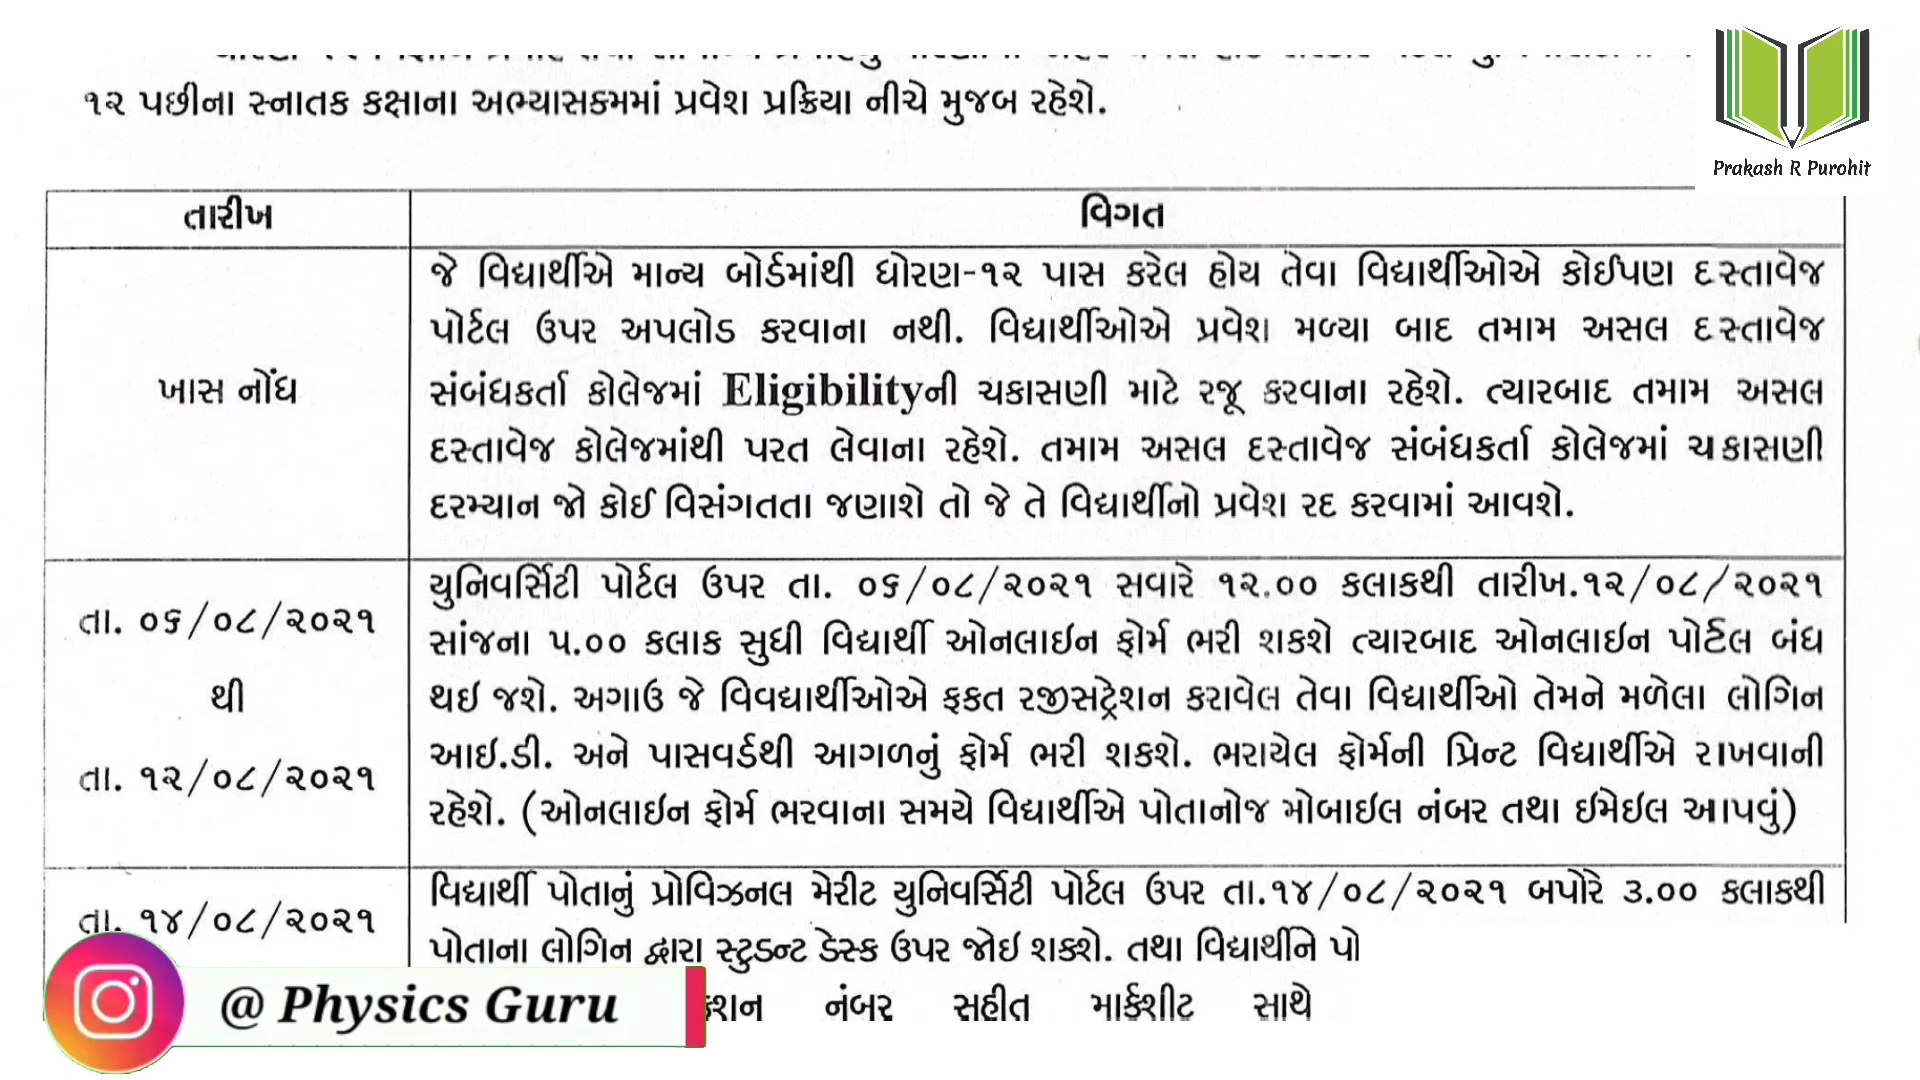 ૧૨ પછીના સ્નાતક કક્ષાના અભ્યાસક્રમમાં પ્રવેશ પ્રક્રિયા નીચે મુજબ રહેશે.
Prakash R Purohit
તારીખ
વિગત
ખાસ નોંધ
જે વિદ્યાર્થીએ માન્ય બોર્ડમાંથી ધોરણ-૧૨ પાસ કરેલ હોય તેવા વિદ્યાર્થીઓએ કોઈપણ દસ્તાવેજ
પોર્ટલ ઉપર અપલોડ કરવાના નથી. વિદ્યાર્થીઓએ પ્રવેશ મળ્યા બાદ તમામ અસલ દસ્તાવેજ
સંબંધકર્તા કોલેજમાં Eligibilityની ચકાસણી માટે રજૂ કરવાના રહેશે. ત્યારબાદ તમામ અસલ
દસ્તાવેજ કોલેજમાંથી પરત લેવાના રહેશે. તમામ અસલ દસ્તાવેજ સંબંધકર્તા કોલેજમાં ચકાસણી
દરમ્યાન જો કોઈ વિસંગતતા જણાશે તો જે તે વિદ્યાર્થીનો પ્રવેશ રદ કરવામાં આવશે.
તા. ૦૬/૦૮/૨૦૨૧
થી
તા. ૧૨/૦૮/૨૦૨૧
યુનિવર્સિટી પોર્ટલ ઉપર તા. ૦૬/૦૮/૨૦૨૧ સવારે ૧૨.૦૦ કલાકથી તારીખ.૧૨/૦૮/૨૦૨૧
સાંજના ૫.૦૦ કલાક સુધી વિદ્યાર્થી ઓનલાઈન ફોર્મ ભરી શકશે ત્યારબાદ ઓનલાઇન પોર્ટલ બંધ
થઇ જશે. અગાઉ જે વિવદ્યાર્થીઓએ ફકત રજીસટ્રેશન કરાવેલ તેવા વિદ્યાર્થીઓ તેમને મળેલા લોગિન
આઇ.ડી. અને પાસવર્ડથી આગળનું ફોર્મ ભરી શકશે. ભરાયેલ ફોર્મની પ્રિન્ટ વિદ્યાર્થીએ રાખવાની
રહેશે. (ઓનલાઈન ફોર્મ ભરવાના સમયે વિદ્યાર્થીએ પોતાનોજ મોબાઈલ નંબર તથા ઈમેઈલ આપવું)
તા. ૧૪/૦૮/૨૦૨૧
વિદ્યાર્થી પોતાનું પ્રોવિઝનલ મેરીટ યુનિવર્સિટી પોર્ટલ ઉપર તા.૧૪/૦૮/૨૦૨૧ બપોરે ૩.૦૦ કલાકથી
પોતાના લોગિન દ્વારા સ્ટુડન્ટ ડેસ્ક ઉપર જોઇ શકશે. તથા વિદ્યાર્થીને પો
નંબર સહીત માર્કશીટ સાથે
@ Physics Guru